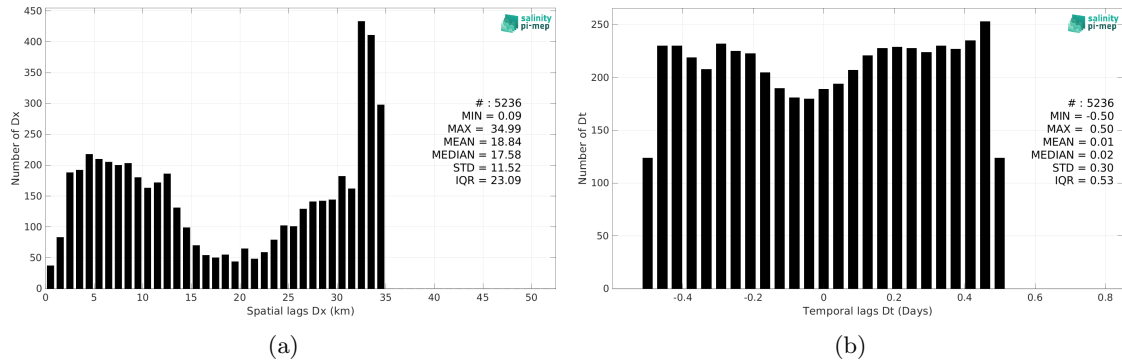 450
400
350
300
250
200
150
100
50
0
Number of Dx
0 5 10 15 20 25 30 35 40 45 50
Spatial lags Dx (km)
salinity
pi-mep
# : 5236
MIN = 0.09
MAX = 34.99
MEAN = 18.84
MEDIAN = 17.58
STD = 11.52
IQR = 23.09
(a)
250
200
150
100
50
0
Number of Dt
-0.4 -0.2 0 0.2 0.4 0.6 0.8
Temporal lags Dt (Days)
salinity
pi-mep
# : 5236
MIN = -0.50
MAX = 0.50
MEAN = 0.01
MEDIAN = 0.02
STD = 0.30
IQR = 0.53
(b)